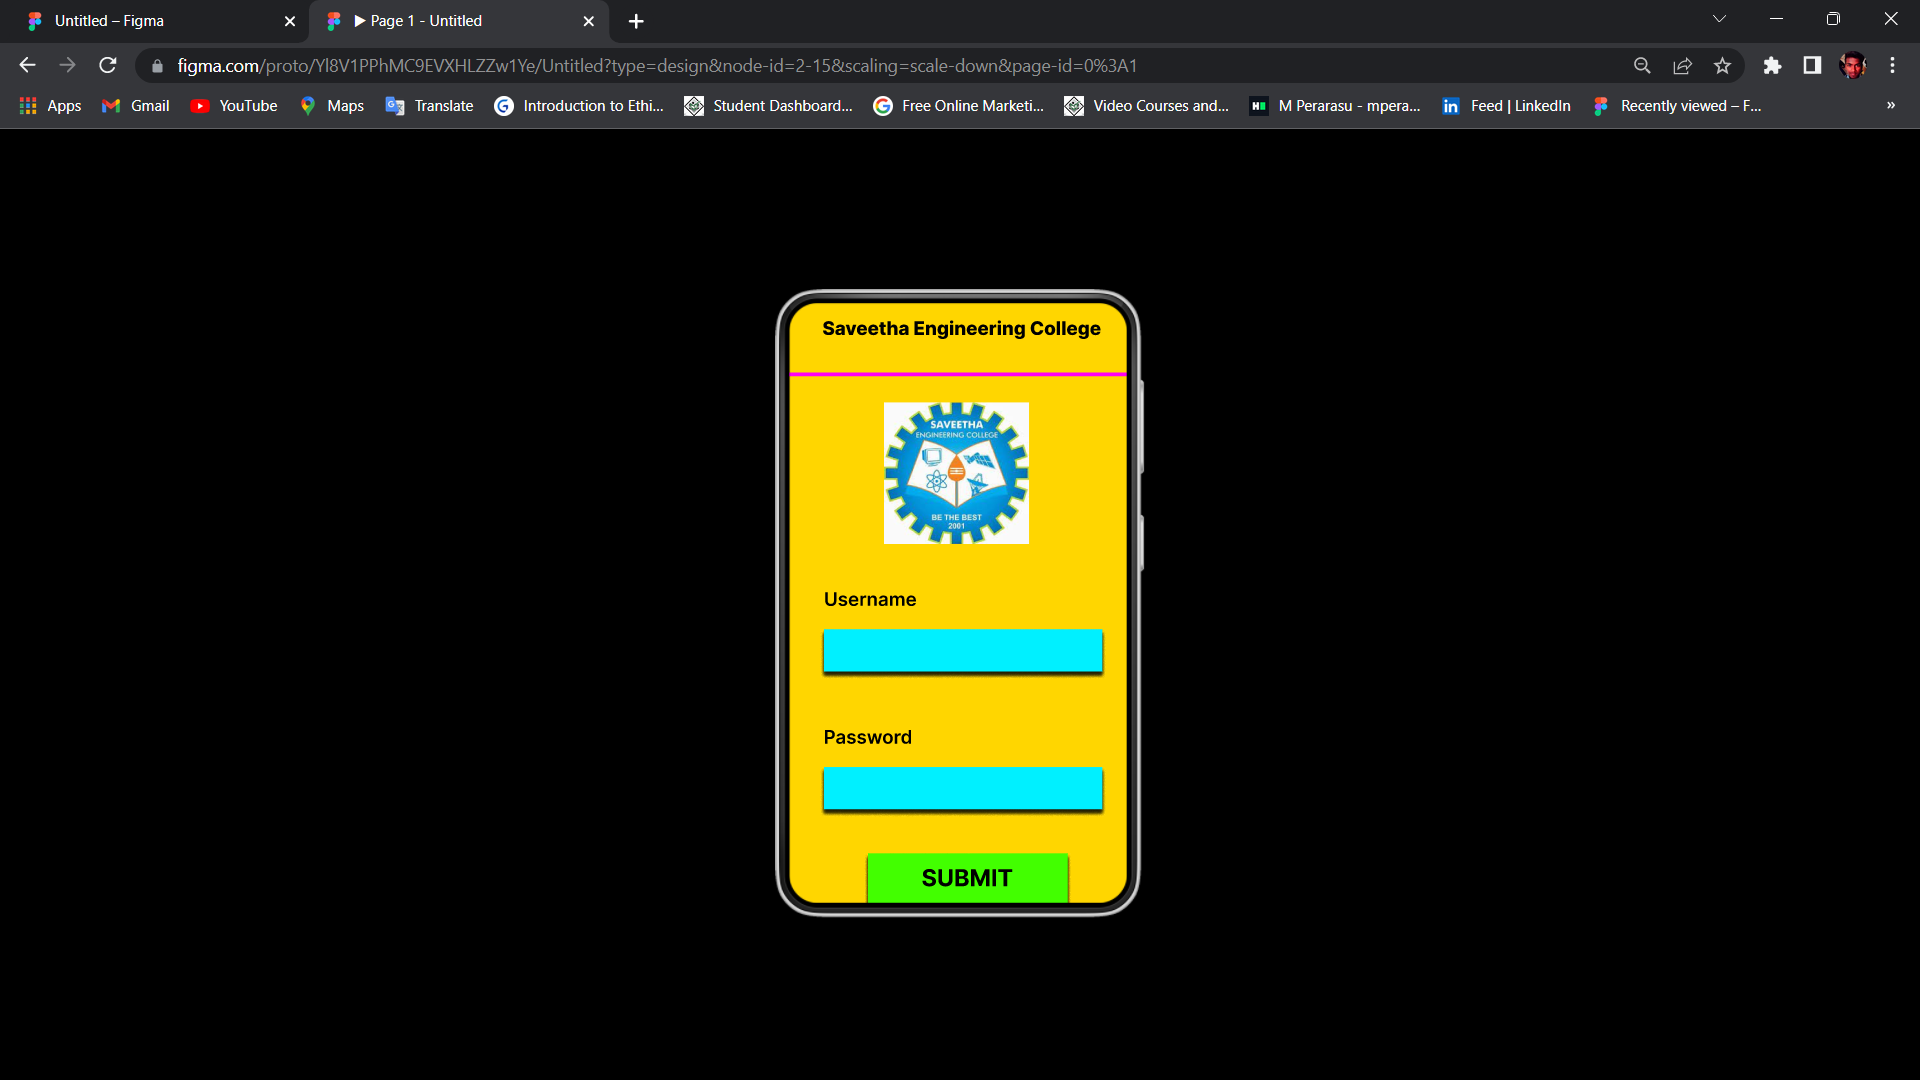 Untitled – Figma
▶ Page 1 - Untitled
figma.com/proto/Yl8V1PPhMC9EVXHLZZw1Ye/Untitled?type=design&node-id=2-15&scaling=scale-down&page-id=0%3A1
Apps
Gmail
YouTube
Maps
Translate
Introduction to Ethi...
Student Dashboard...
Free Online Marketi...
Video Courses and...
M Perarasu - mpera...
Feed | LinkedIn
Recently viewed – F...
»
Saveetha Engineering College
SAVEETHA
ENGINEERING COLLEGE
BE THE BEST
2001
Username
Password
SUBMIT